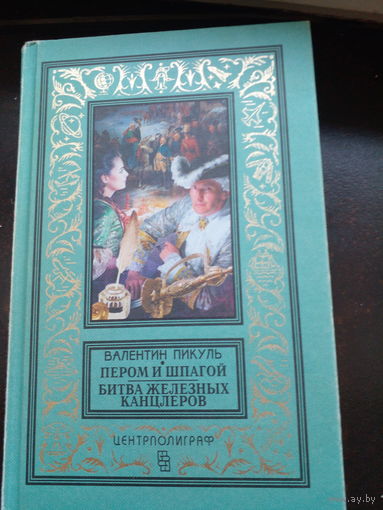 ВАЛЕНТИН ПИКУЛЬ
ПЕРОМ И ШПАГОЙ
БИТВА ЖЕЛЕЗНЫХ
КАНЦЛЕРОВ
ЦЕНТРПОЛИГРАФ